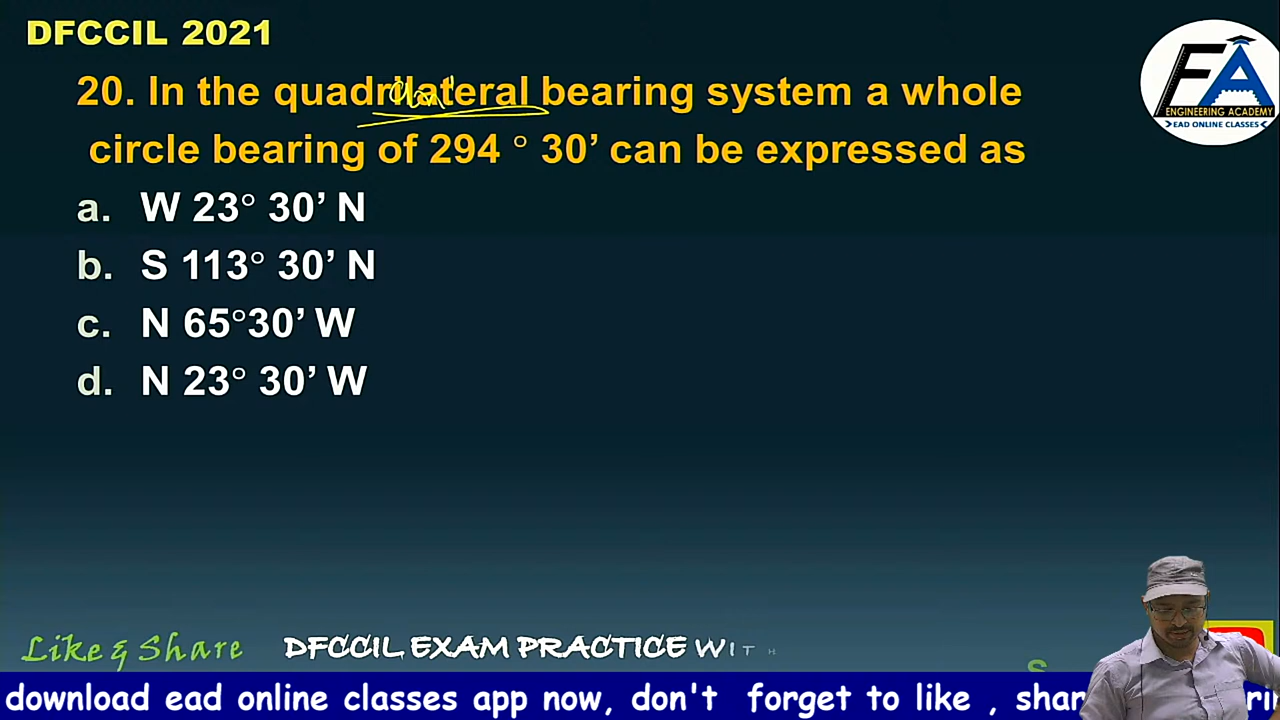 DFCCIL 2021
20. In the quadrilateral bearing system a whole
circle bearing of 294 ° 30’ can be expressed as
a. W 23° 30’ N
b. S 113° 30’ N
c. N 65°30’ W
d. N 23° 30’ W
EA
ENGINEERING ACADEMY
EAD ONLINE CLASSES
Like & Share
DFCCIL EXAM PRACTICE WITH
S
download ead online classes app now, don't forget to like , shar